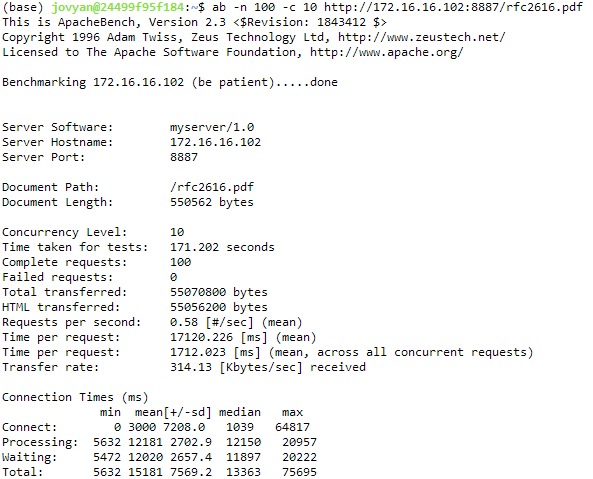 (base) jovyan@24499f95f184:~$ ab -n 100 -c 10 http://172.16.16.102:8887/rfc2616.pdf
This is ApacheBench, Version 2.3 <$Revision: 1843412 $>
Copyright 1996 Adam Twiss, Zeus Technology Ltd, http://www.zeustech.net/
Licensed to The Apache Software Foundation, http://www.apache.org/
Benchmarking 172.16.16.102 (be patient).....done
Server Software: myserver/1.0
Server Hostname: 172.16.16.102
Server Port: 8887
Document Path: /rfc2616.pdf
Document Length: 550562 bytes
Concurrency Level: 10
Time taken for tests: 171.202 seconds
Complete requests: 100
Failed requests: 0
Total transferred: 55070800 bytes
HTML transferred: 55056200 bytes
Requests per second: 0.58 [#/sec] (mean)
Time per request: 17120.226 [ms] (mean)
Time per request: 1712.023 [ms] (mean, across all concurrent requests)
Transfer rate: 314.13 [Kbytes/sec] received
Connection Times (ms)
min mean[+/-sd] median max
Connect: 0 3000 7208.0 1039 64817
Processing: 5632 12181 2702.9 12150 20957
Waiting: 5472 12020 2657.4 11897 20222
Total: 5632 15181 7569.2 13363 75695